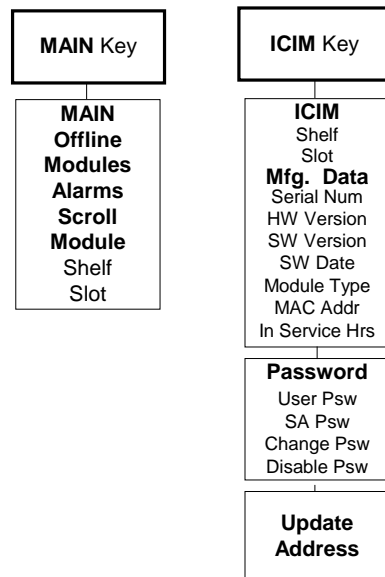 MAIN Key
MAIN
Offline
Modules
Alarms
Scroll
Module
Shelf
Slot
ICIM Key
ICIM
Shelf
Slot
Mfg. Data
Serial Num
HW Version
SW Version
SW Date
Module Type
MAC Addr
In Service Hrs
Password
User Psw
SA Psw
Change Psw
Disable Psw
Update
Address